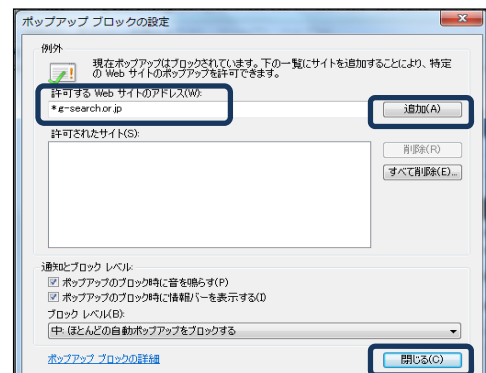 ポップアップ ブロックの設定
例外
現在ポップアップはブロックされています。下の一覧にサイトを追加することにより、特定
の Web サイトのポップアップを許可できます。
許可する Web サイトのアドレス(W):
*g-search.or.jp
追加(A)
許可されたサイト(S):
削除(R)
すべて削除(E)...
通知とブロック レベル:
ポップアップのブロック時に音を鳴らす(P)
ポップアップのブロック時に情報バーを表示する(I)
ブロック レベル(B):
中: ほとんどの自動ポップアップをブロックする
ポップアップ ブロックの詳細
閉じる(C)